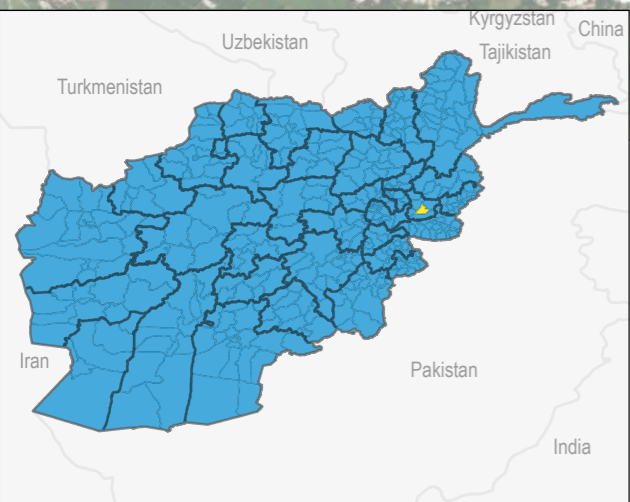 Kyrgyzstan
China
Uzbekistan
Tajikistan
Turkmenistan
Iran
Pakistan
India